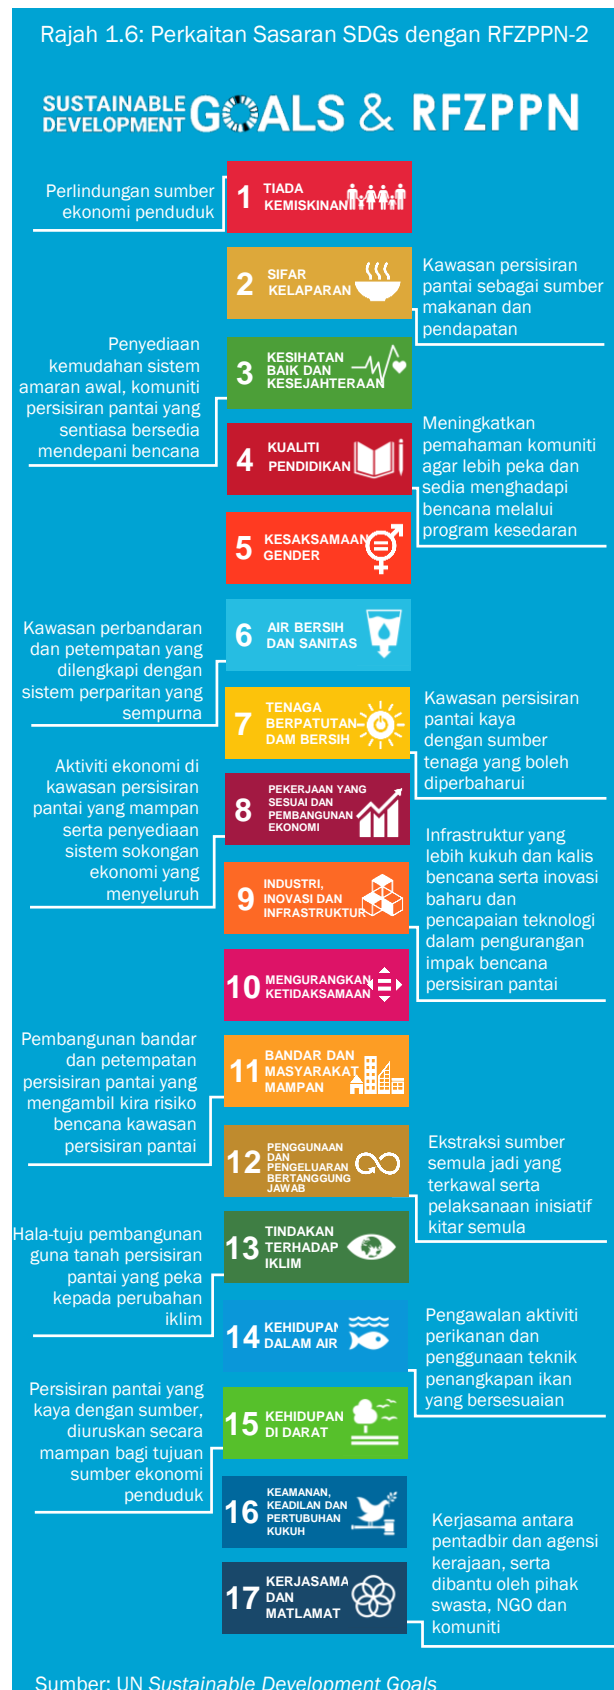 Rajah 1.6: Perkaitan Sasaran SDGs dengan RFZPPN-2
SUSTAINABLE
DEVELOPMENT GOALS & RFZPPN
Perlindungan sumber
ekonomi penduduk
1 TIADA
KEMISKINAN
2 SIFAR
KELAPARAN
Kawasan persisiran
pantai sebagai sumber
makanan dan
pendapatan
Penyediaan
kemudahan sistem
amaran awal, komuniti
persisiran pantai yang
sentiasa bersedia
mendepani bencana
3 KESIHATAN
BAIK DAN
KESEJAHTERAAN
4 KUALITI
PENDIDIKAN
Meningkatkan
pemahaman komuniti
agar lebih peka dan
sedia menghadapi
bencana melalui
program kesedaran
5 KESAKSAMAAN
GENDER
6 AIR BERSIH
DAN SANITAS
Kawasan perbandaran
dan petempatan yang
dilengkapi dengan
sistem perparitan yang
sempurna
7 TENAGA
BERPATUTAN
DAM BERSIH
Kawasan persisiran
pantai kaya
dengan sumber
tenaga yang boleh
diperbaharui
Aktiviti ekonomi di
kawasan persisiran
pantai yang mampan
serta penyediaan
sistem sokongan
ekonomi yang
menyeluruh
8 PEKERJAAN YANG
SESUAI DAN
PEMBANGUNAN
EKONOMI
9 INDUSTRI,
INOVASI DAN
INFRASTRUKTUR
Infrastruktur yang
lebih kukuh dan kalis
bencana serta inovasi
baharu dan
pencapaian teknologi
dalam pengurangan
impak bencana
persisiran pantai
10 MENGURANGKAN
KETIDAKSAMAAN
Pembangunan bandar
dan petempatan
persisiran pantai yang
mengambil kira risiko
bencana kawasan
persisiran pantai
11 BANDAR DAN
MASYARAKAT
MAMPAN
12 PENGGUNAAN
DAN
PENGELUARAN
BERTANGGUNG
JAWAB
Ekstraksi sumber
semula jadi yang
terkawal serta
pelaksanaan inisiatif
kitar semula
Hala-tuju pembangunan
guna tanah persisiran
pantai yang peka
kepada perubahan
iklim
13 TINDAKAN
TERHADAP
IKLIM
14 KEHIDUPAN
DALAM AIR
Pengawalan aktiviti
perikanan dan
penggunaan teknik
penangkapan ikan
yang bersesuaian
Persisiran pantai yang
kaya dengan sumber,
diuruskan secara
mampan bagi tujuan
sumber ekonomi
penduduk
15 KEHIDUPAN
DI DARAT
16 KEAMANAN,
KEADILAN DAN
PERTUBUHAN
KUKUH
17 KERJASAMA
DAN
MATLAMAT
Kerjasama antara
pentadbir dan agensi
kerajaan, serta
dibantu oleh pihak
swasta, NGO dan
komuniti
Sumber: UN Sustainable Development Goals